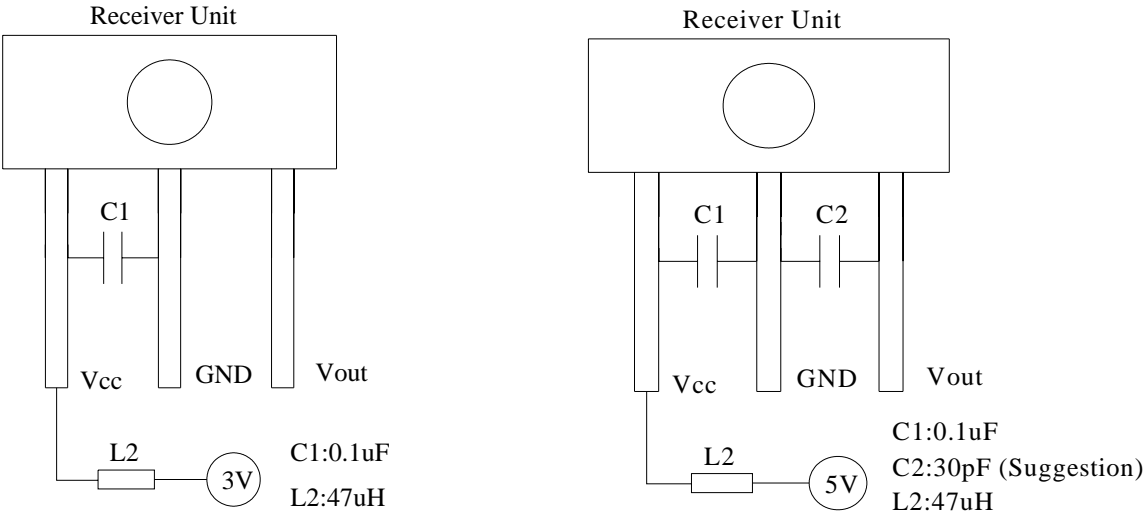 Receiver Unit
C1
Vcc
GND
Vout
L2
3V
C1:0.1uF
L2:47uH
Receiver Unit
C1
C2
Vcc
GND
Vout
L2
5V
C1:0.1uF
C2:30pF (Suggestion)
L2:47uH